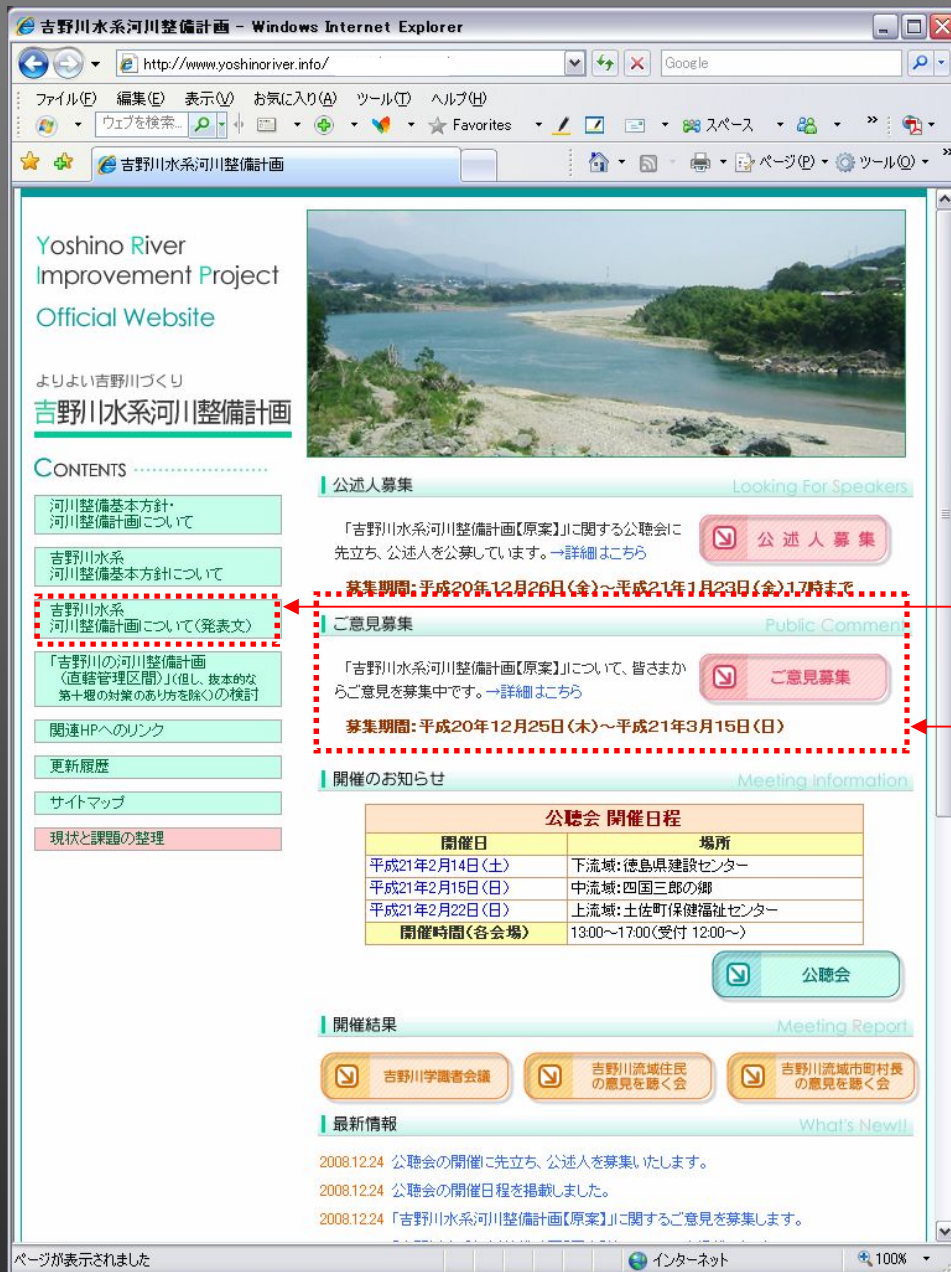 吉野川水系河川整備計画 - Windows Internet Explorer
http://www.yoshinoriver.info/
Google
ファイル(F) 編集(E) 表示(V) お気に入り(A) ツール(T) ヘルプ(H)
ウェブを検索...
Favorites
スペース
吉野川水系河川整備計画
ページ(P)
ツール(O)
Yoshino River
Improvement Project
Official Website
よりよい吉野川づくり
吉野川水系河川整備計画
CONTENTS
河川整備基本方針・
河川整備計画について
吉野川水系
河川整備基本方針について
吉野川水系
河川整備計画について(発表文)
「吉野川の河川整備計画
(直轄管理区間)」(但し、抜本的な
第十堰の対策のあり方を除く)の検討
関連HPへのリンク
更新履歴
サイトマップ
現状と課題の整理
公述人募集 Looking For Speakers
「吉野川水系河川整備計画【原案】」に関する公聴会に
先立ち、公述人を公募しています。→詳細はこちら
公述人募集
募集期間:平成20年12月26日(金)~平成21年1月23日(金)17時まで
ご意見募集 Public Comment
「吉野川水系河川整備計画【原案】」について、皆さまか
らご意見を募集中です。→詳細はこちら
ご意見募集
募集期間:平成20年12月25日(木)~平成21年3月15日(日)
開催のお知らせ Meeting Information
公聴会 開催日程
開催日 場所
平成21年2月14日(土) 下流域:徳島県建設センター
平成21年2月15日(日) 中流域:四国三郎の郷
平成21年2月22日(日) 上流域:土佐町保健福祉センター
開催時間(各会場) 13:00~17:00(受付 12:00~)
公聴会
開催結果 Meeting Report
吉野川学識者会議
吉野川流域住民
の意見を聴く会
吉野川流域市町村長
の意見を聴く会
最新情報 What's New!!
2008.12.24 公聴会の開催に先立ち、公述人を募集いたします。
2008.12.24 公聴会の開催日程を掲載しました。
2008.12.24 「吉野川水系河川整備計画【原案】」に関するご意見を募集します。
ページが表示されました
インターネット
100%